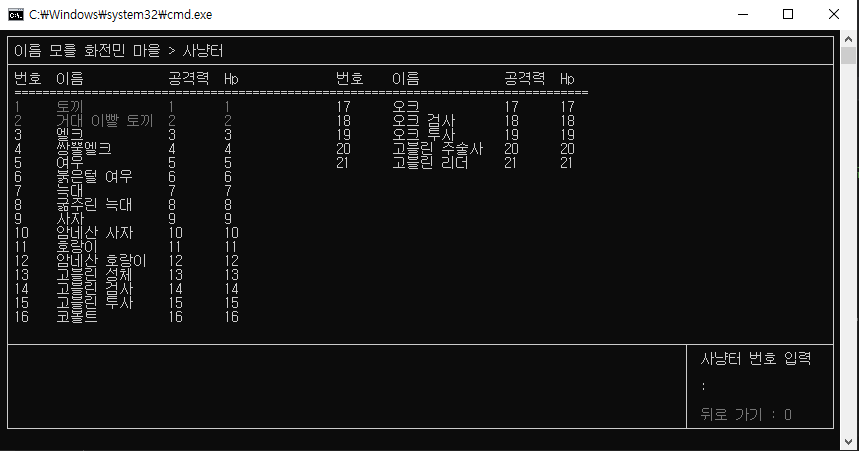 C:₩Windows₩system32₩cmd.exe
이름 모를 화전민 마을 > 사냥터
번호 이름 공격력 Hp 번호 이름 공격력 Hp
==================================================================================
1 토끼 1 1 17 오크 17 17
2 거대 이빨 토끼 2 2 18 오크 검사 18 18
3 엘크 3 3 19 오크 투사 19 19
4 쌍뿔엘크 4 4 20 고블린 주술사 20 20
5 여우 5 5 21 고블린 리더 21 21
6 붉은털 여우 6 6
7 늑대 7 7
8 굶주린 늑대 8 8
9 사자 9 9
10 암네산 사자 10 10
11 호랑이 11 11
12 암네산 호랑이 12 12
13 고블린 성체 13 13
14 고블린 검사 14 14
15 고블린 투사 15 15
16 코볼트 16 16
사냥터 번호 입력
:
뒤로 가기 : 0